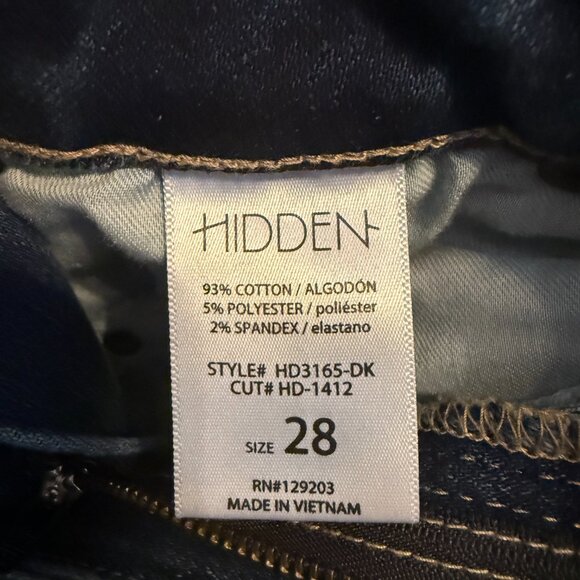 HIDDEN
93% COTTON / ALGODÓN
5% POLYESTER / poliéster
2% SPANDEX / elastano
STYLE# HD3165-DK
CUT# HD-1412
SIZE 28
RN#129203
MADE IN VIETNAM